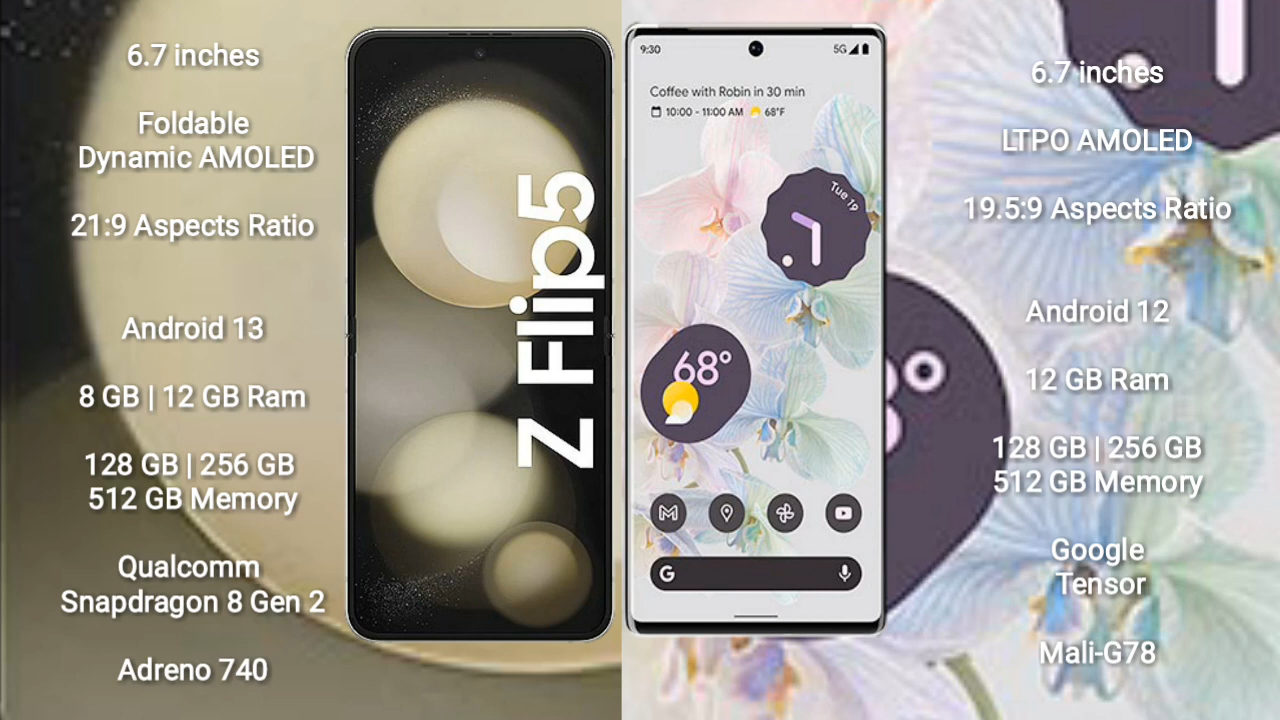 6.7 inches
Foldable
Dynamic AMOLED
21:9 Aspects Ratio
Android 13
8 GB | 12 GB Ram
128 GB | 256 GB
512 GB Memory
Qualcomm
Snapdragon 8 Gen 2
Adreno 740
Z Flip5
9:30
5G
Coffee with Robin in 30 min
10:00 - 11:00 AM 68°F
Tue 19
68°
G
6.7 inches
LTPO AMOLED
19.5:9 Aspects Ratio
Android 12
12 GB Ram
128 GB | 256 GB
512 GB Memory
Google
Tensor
Mali-G78